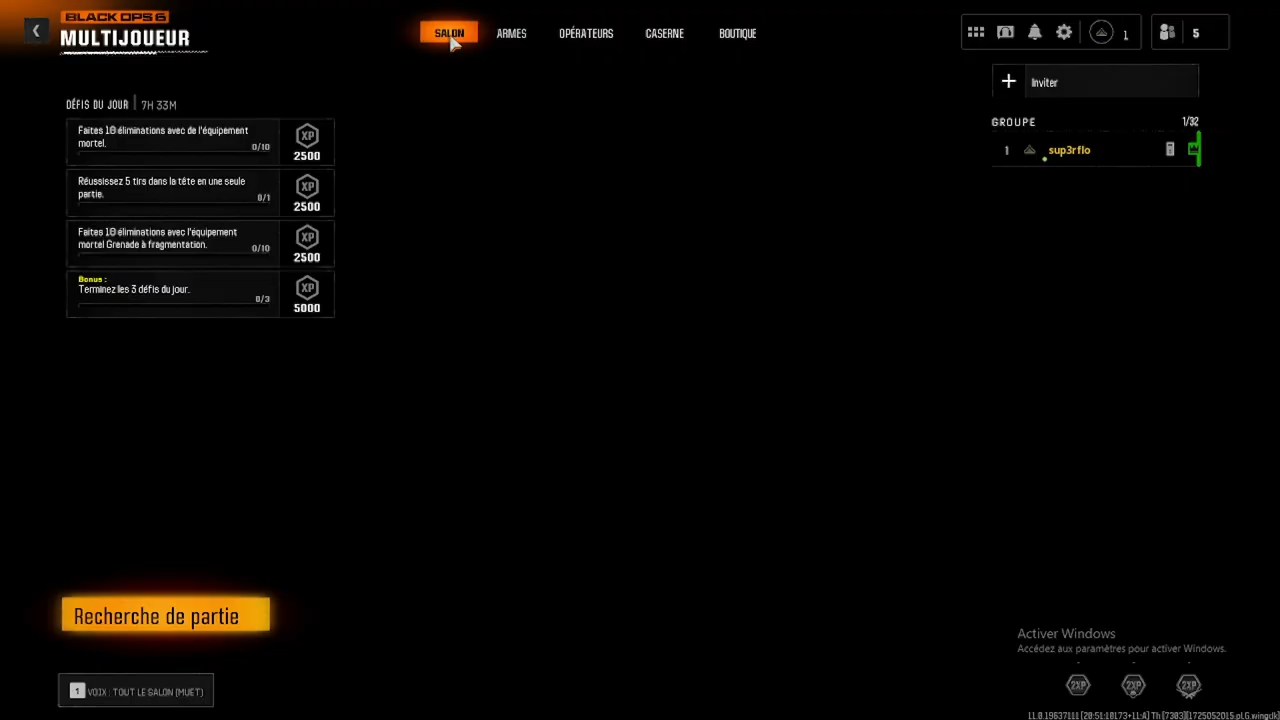 BLACK OPS 6
MULTIJOUEUR
SALON
ARMES
OPÉRATEURS
CASERNE
BOUTIQUE
1
5
Inviter
GROUPE
1/32
1
sup3rflo
DÉFIS DU JOUR
7H 33M
Faites 10 éliminations avec de l'équipement
mortel.
0/10
XP
2500
Réussissez 5 tirs dans la tête en une seule
partie.
0/1
XP
2500
Faites 10 éliminations avec l'équipement
mortel Grenade à fragmentation.
0/10
XP
2500
Bonus :
Terminez les 3 défis du jour.
0/3
XP
5000
Recherche de partie
1
VOIX : TOUT LE SALON (MUET)
Activer Windows
Accédez aux paramètres pour activer Windows.
2XP
2XP
2XP